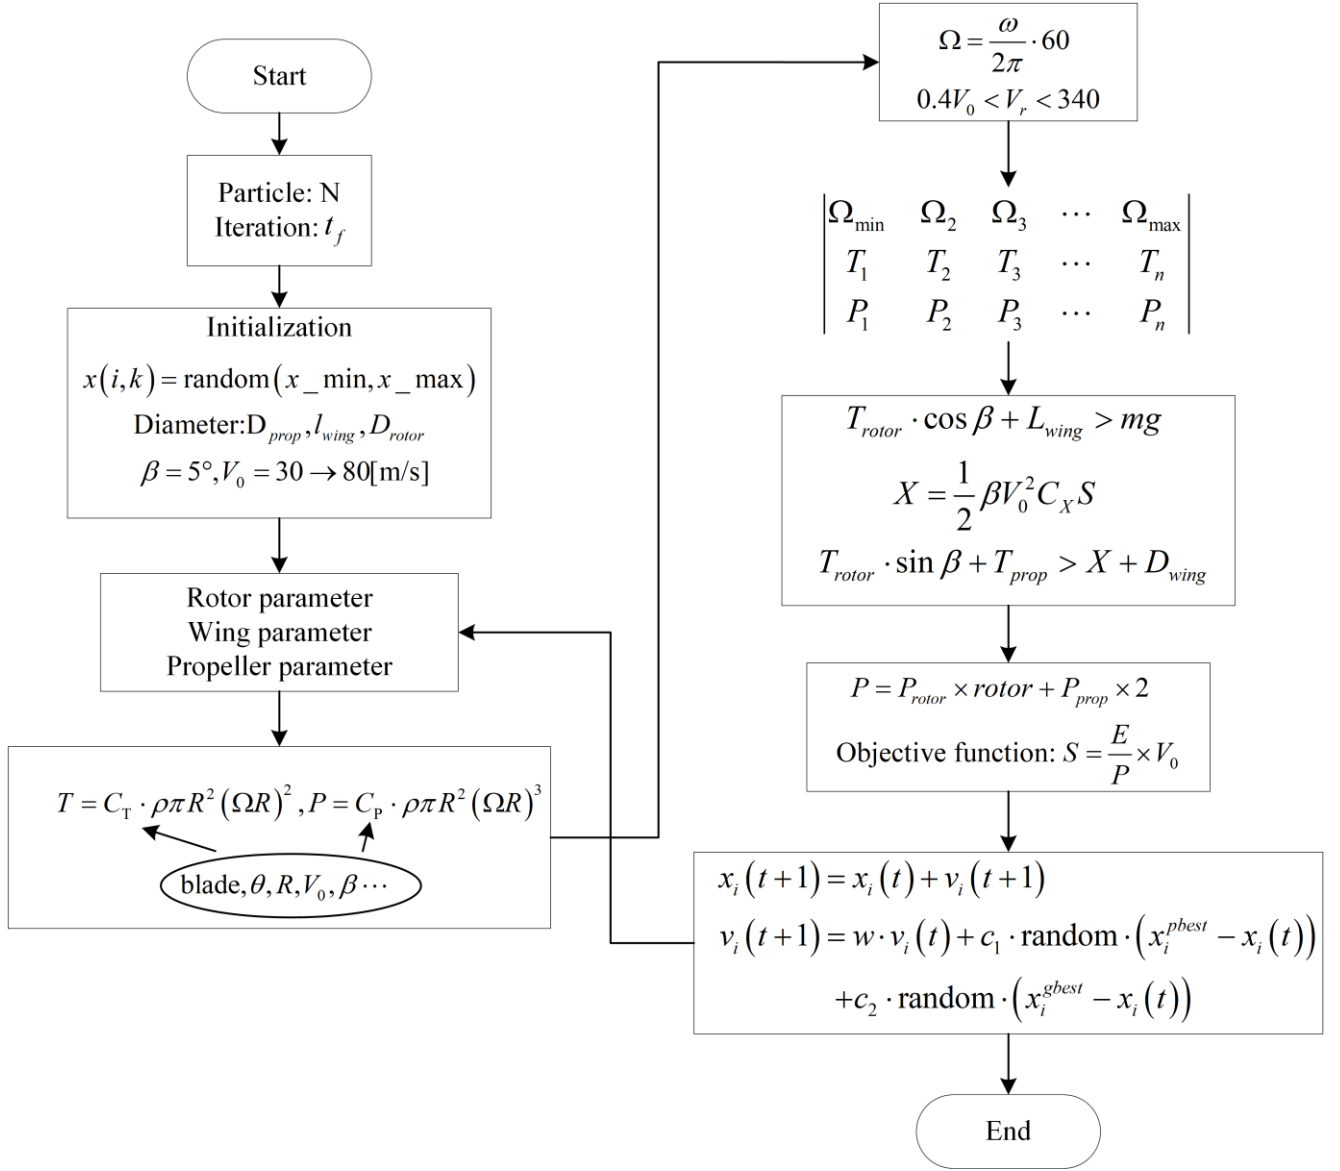 Start
Particle: N
Iteration: t_f
Initialization
x(i,k) = random(x_min, x_max)
Diameter:D_prop, l_wing, D_rotor
β = 5°, V_0 = 30 → 80[m/s]
Rotor parameter
Wing parameter
Propeller parameter
T = C_T · ρπR^2(ΩR)^2, P = C_P · ρπR^2(ΩR)^3
blade, θ, R, V_0, β ···
Ω = ω/2π · 60
0.4V_0 < V_r < 340
Ω_min Ω_2 Ω_3 ··· Ω_max
T_1 T_2 T_3 ··· T_n
P_1 P_2 P_3 ··· P_n
T_rotor · cos β + L_wing > mg
X = 1/2 βV_0^2 C_X S
T_rotor · sin β + T_prop > X + D_wing
P = P_rotor × rotor + P_prop × 2
Objective function: S = E/P × V_0
x_i(t+1) = x_i(t) + v_i(t+1)
v_i(t+1) = w · v_i(t) + c_1 · random · (x_i^pbest − x_i(t))
+c_2 · random · (x_i^gbest − x_i(t))
End